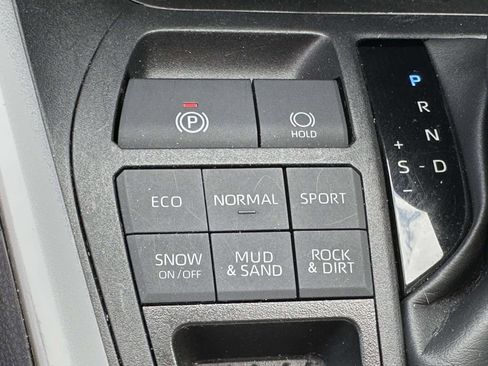 P
HOLD
ECO
NORMAL
SPORT
SNOW
ON/OFF
MUD
& SAND
ROCK
& DIRT
P
R
N
+
S-D
−